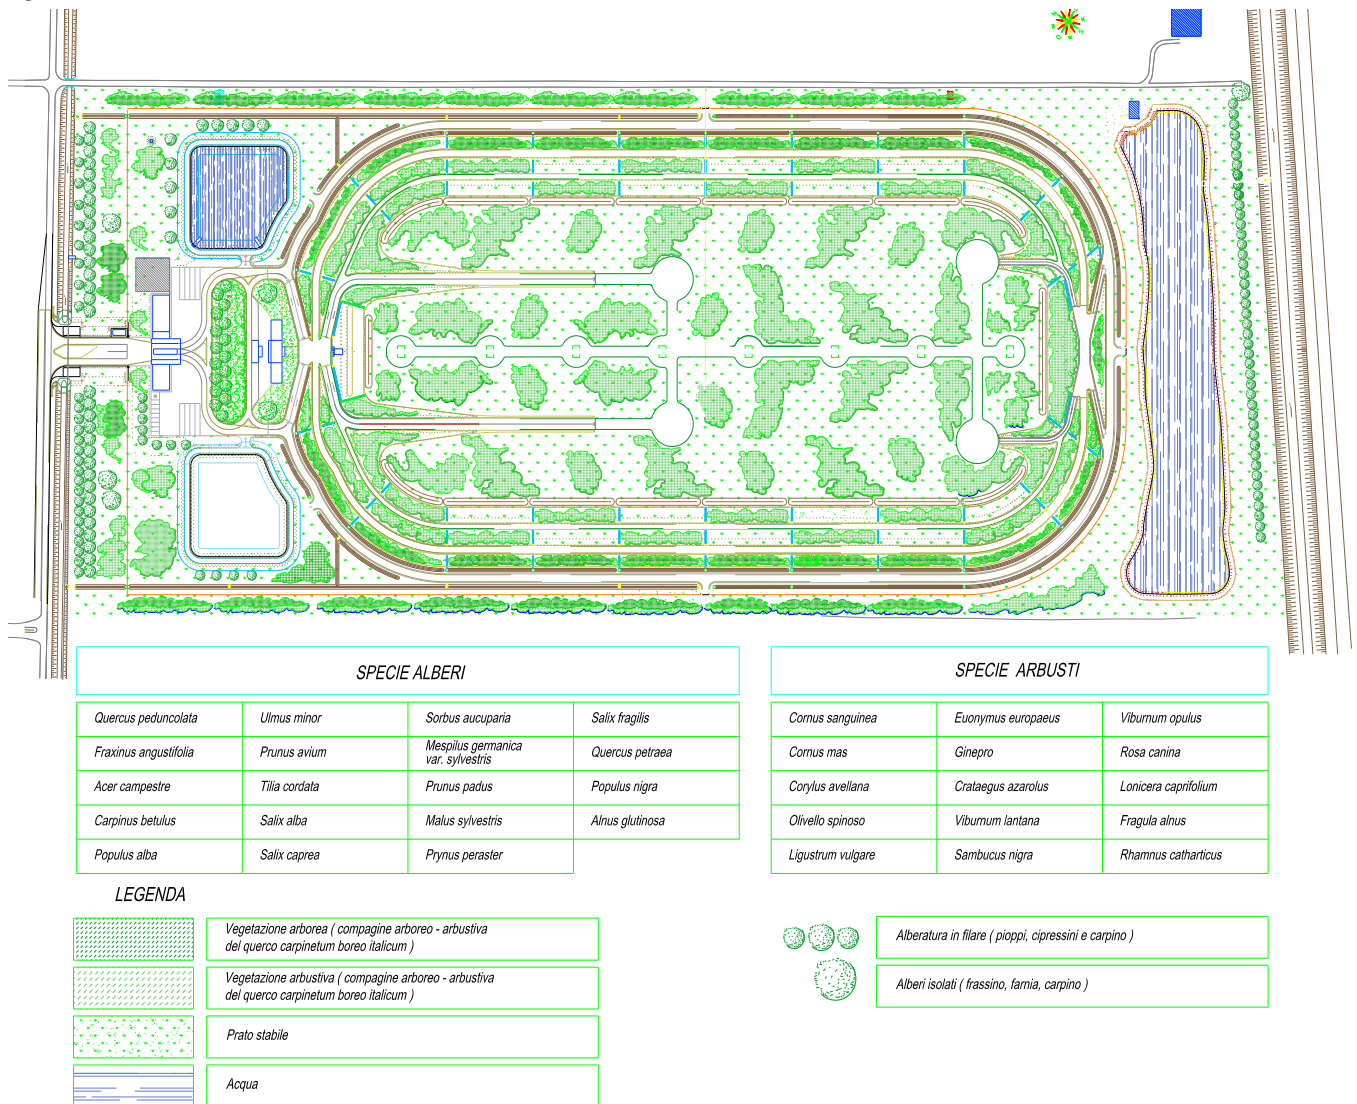 SPECIE ALBERI
Quercus peduncolata
Ulmus minor
Sorbus aucuparia
Salix fragilis
Fraxinus angustifolia
Prunus avium
Mespilus germanica
var. sylvestris
Quercus petraea
Acer campestre
Tilia cordata
Prunus padus
Populus nigra
Carpinus betulus
Salix alba
Malus sylvestris
Alnus glutinosa
Populus alba
Salix caprea
Prynus peraster
SPECIE ARBUSTI
Cornus sanguinea
Euonymus europaeus
Viburnum opulus
Cornus mas
Ginepro
Rosa canina
Corylus avellana
Crataegus azarolus
Lonicera caprifolium
Olivello spinoso
Viburnum lantana
Fragula alnus
Ligustrum vulgare
Sambucus nigra
Rhamnus catharticus
LEGENDA
Vegetazione arborea ( compagine arboreo - arbustiva
del querco carpinetum boreo italicum )
Vegetazione arbustiva ( compagine arboreo - arbustiva
del querco carpinetum boreo italicum )
Prato stabile
Acqua
Alberatura in filare ( pioppi, cipressini e carpino )
Alberi isolati ( frassino, farnia, carpino )